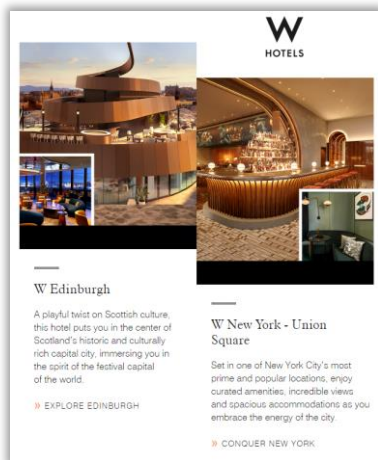 W
HOTELS
W Edinburgh
A playful twist on Scottish culture,
this hotel puts you in the center of
Scotland's historic and culturally
rich capital city, immersing you in
the spirit of the festival capital
of the world.
» EXPLORE EDINBURGH
W New York - Union
Square
Set in one of New York City's most
prime and popular locations, enjoy
curated amenities, incredible views
and spacious accommodations as you
embrace the energy of the city.
» CONQUER NEW YORK